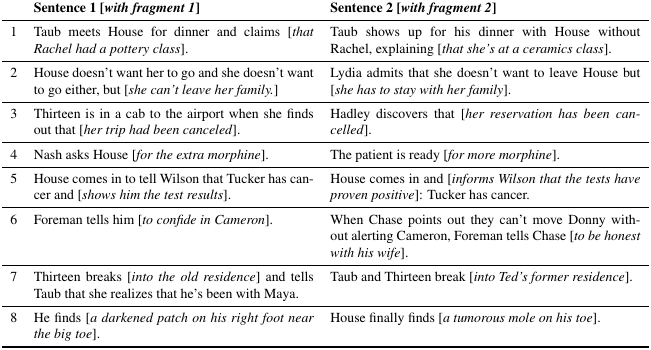 Sentence 1 [with fragment 1] Sentence 2 [with fragment 2]
1 Taub meets House for dinner and claims [that Taub shows up for his dinner with House without
Rachel had a pottery class]. Rachel, explaining [that she's at a ceramics class].
2 House doesn't want her to go and she doesn't want Lydia admits that she doesn't want to leave House but
to go either, but [she can't leave her family.] [she has to stay with her family].
3 Thirteen is in a cab to the airport when she finds Hadley discovers that [her reservation has been can-
out that [her trip had been canceled]. celled].
4 Nash asks House [for the extra morphine]. The patient is ready [for more morphine].
5 House comes in to tell Wilson that Tucker has can- House comes in and [informs Wilson that the tests have
cer and [shows him the test results]. proven positive]: Tucker has cancer.
6 Foreman tells him [to confide in Cameron]. When Chase points out they can't move Donny with-
out alerting Cameron, Foreman tells Chase [to be honest
with his wife].
7 Thirteen breaks [into the old residence] and tells Taub and Thirteen break [into Ted's former residence].
Taub that she realizes that he's been with Maya.
8 He finds [a darkened patch on his right foot near House finally finds [a tumorous mole on his toe].
the big toe].